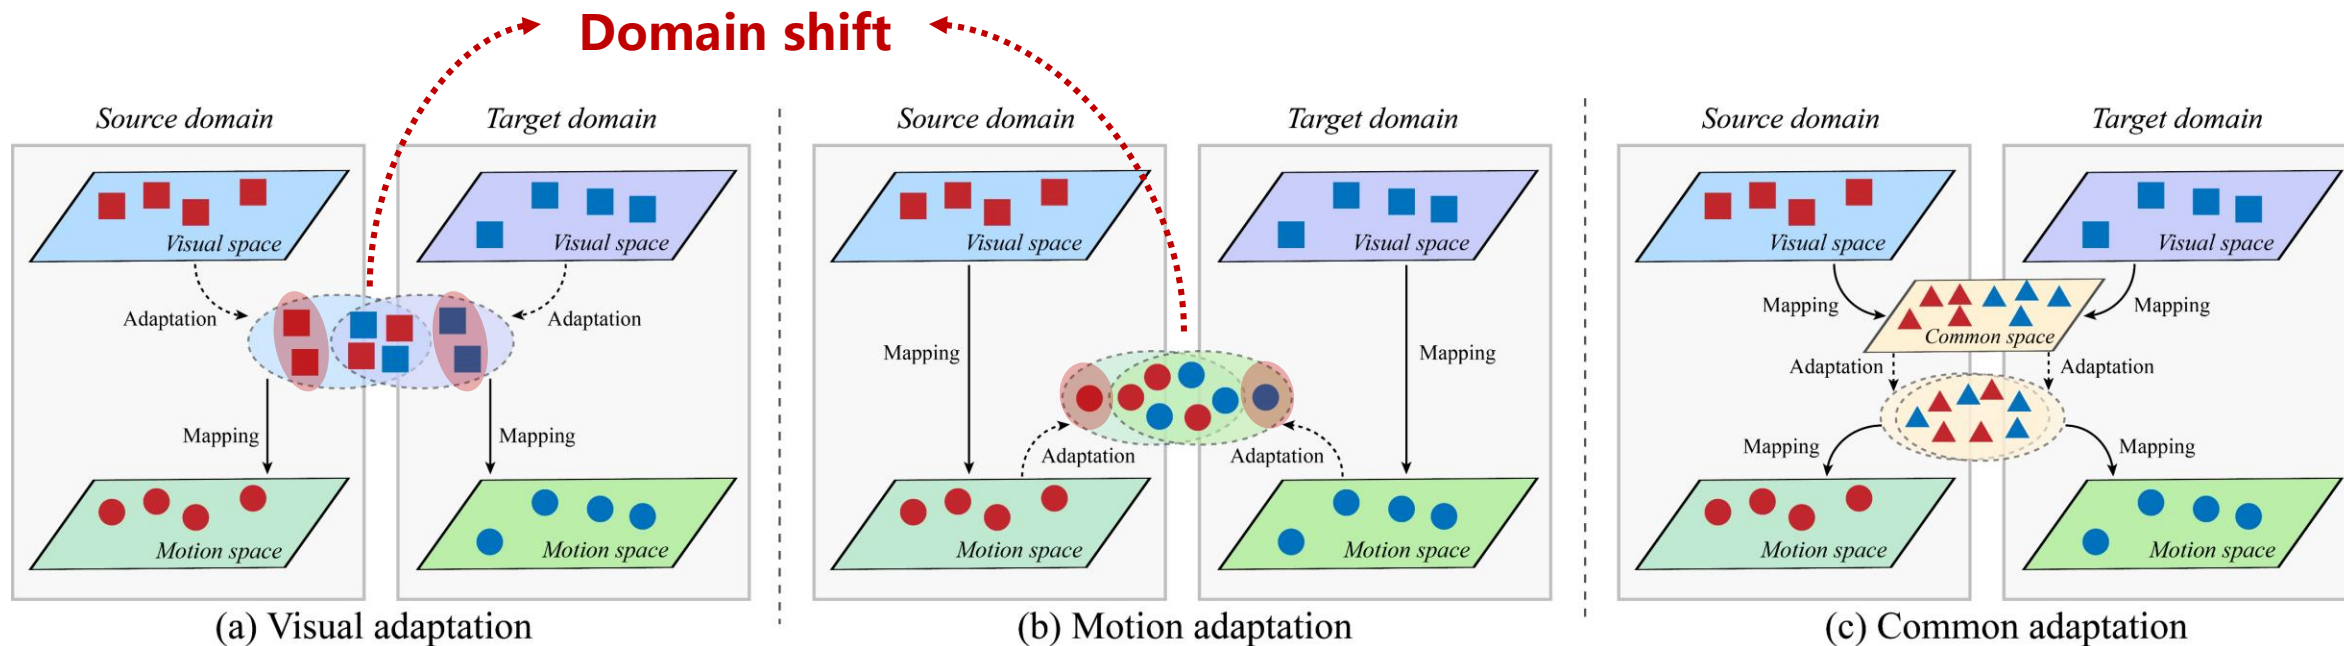 Domain shift
Source domain
Target domain
Visual space
Visual space
Adaptation
Adaptation
Mapping
Mapping
Motion space
Motion space
(a) Visual adaptation
Source domain
Target domain
Visual space
Visual space
Mapping
Mapping
Adaptation
Adaptation
Motion space
Motion space
(b) Motion adaptation
Source domain
Target domain
Visual space
Visual space
Mapping
Mapping
Common space
Adaptation
Adaptation
Mapping
Mapping
Motion space
Motion space
(c) Common adaptation